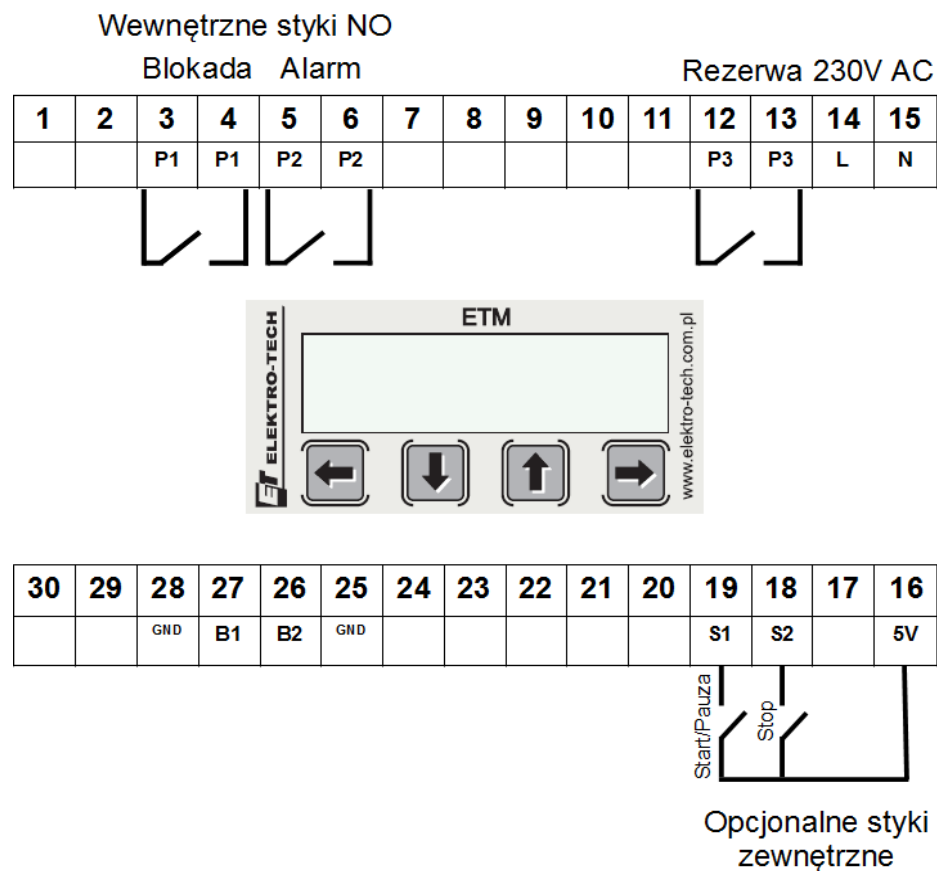 Wewnętrzne styki NO
Blokada Alarm
Rezerwa 230V AC
1 2 3 4 5 6 7 8 9 10 11 12 13 14 15
P1 P1 P2 P2 P3 P3 L N
ETM
ELEKTRO-TECH
www.elektro-tech.com.pl
30 29 28 27 26 25 24 23 22 21 20 19 18 17 16
GND B1 B2 GND S1 S2 5V
Start/Pauza
Stop
Opcjonalne styki
zewnętrzne